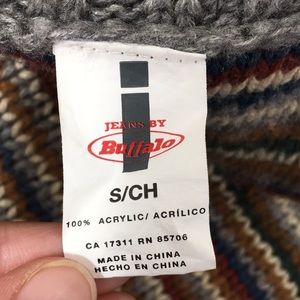 i
JEANS BY
Buffalo
S/CH
100% ACRYLIC/ ACRÍLICO
CA 17311 RN 85706
MADE IN CHINA
HECHO EN CHINA